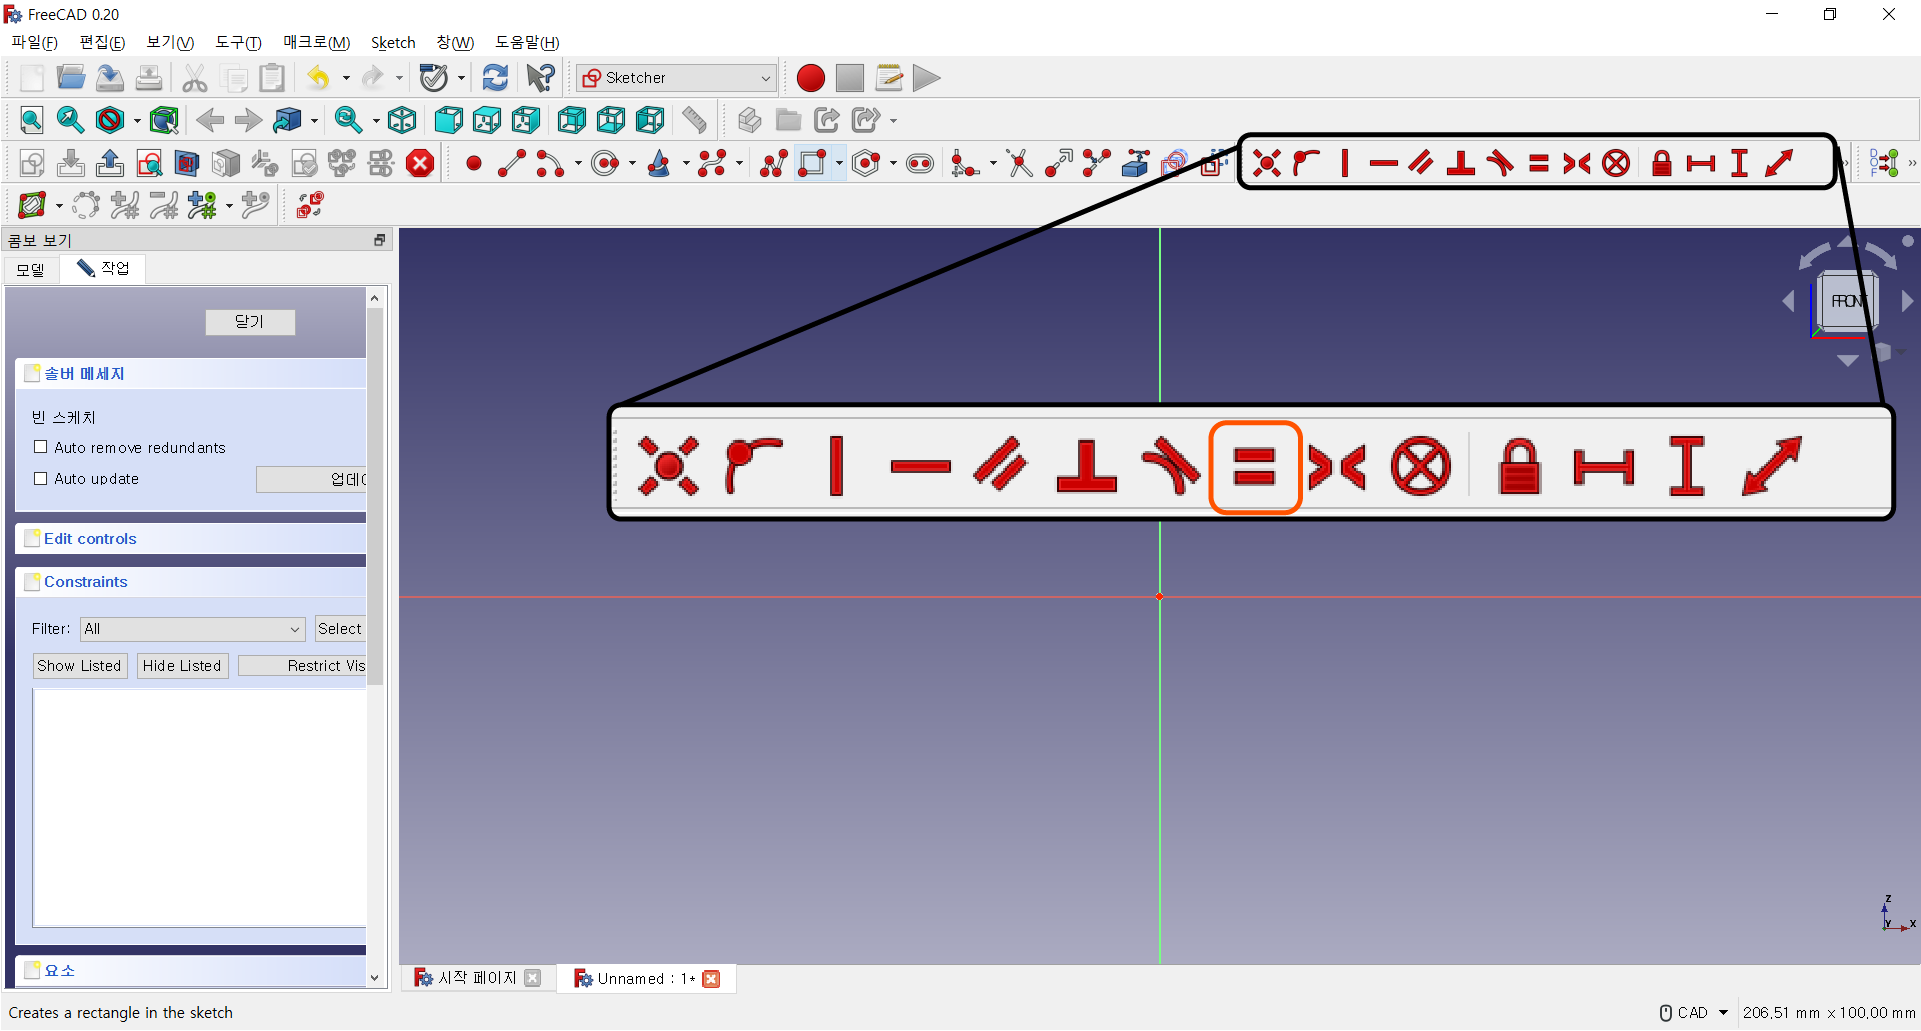 FreeCAD 0.20
파일(F) 편집(E) 보기(V) 도구(T) 매크로(M) Sketch 창(W) 도움말(H)
Sketcher
콤보 보기
모델 작업
닫기
솔버 메세지
빈 스케치
Auto remove redundants
Auto update
업데이
Edit controls
Constraints
Filter: All Select
Show Listed Hide Listed Restrict Vis
요소
FRONT
Z
Y X
시작 페이지 Unnamed : 1*
Creates a rectangle in the sketch CAD 206.51 mm x 100.00 mm